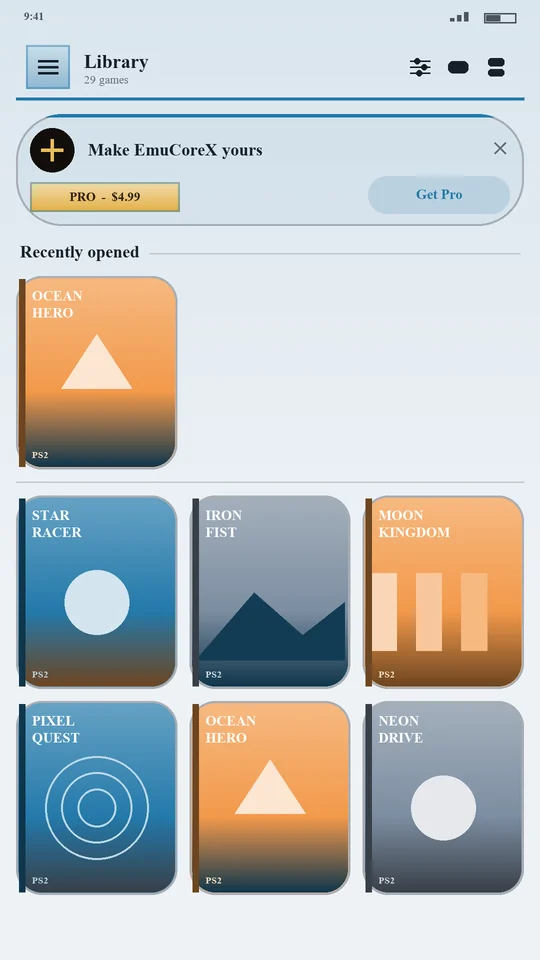 9:41
Library
29 games
Make EmuCoreX yours
PRO - $4.99
Get Pro
Recently opened
OCEAN
HERO
PS2
STAR
RACER
PS2
IRON
FIST
PS2
MOON
KINGDOM
PS2
PIXEL
QUEST
PS2
OCEAN
HERO
PS2
NEON
DRIVE
PS2